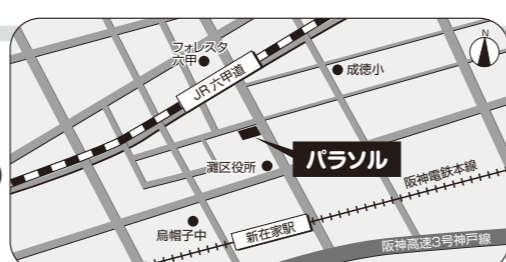 フォレスタ
六甲
N
成徳小
JR六甲道
パラソル
灘区役所
阪神電鉄本線
烏帽子中
新在家駅
阪神高速3号神戸線